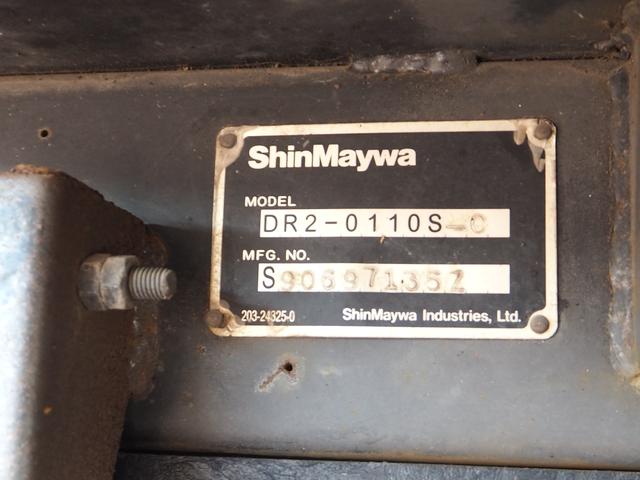 ShinMaywa
MODEL
DR2-0110S-C
MFG. NO.
S906971352
203-24325-0
ShinMaywa Industries, Ltd.